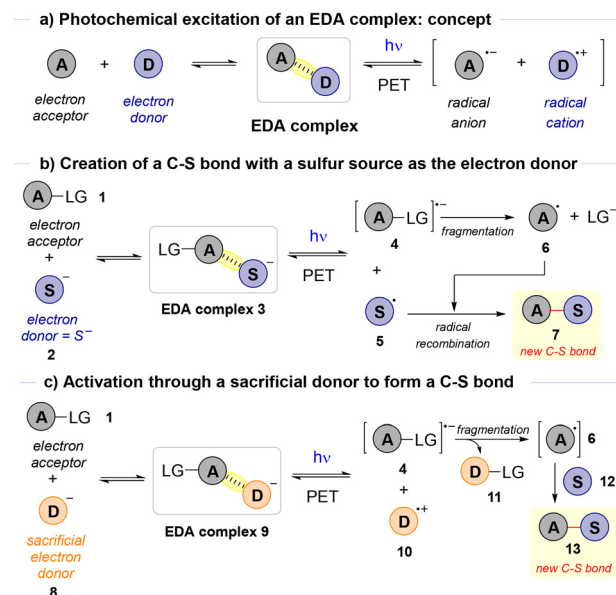 a) Photochemical excitation of an EDA complex: concept
A + D
electron acceptor
electron donor
A D
EDA complex
hν
PET
[ A •− + D •+ ]
radical anion
radical cation
b) Creation of a C-S bond with a sulfur source as the electron donor
A LG 1
electron acceptor
+
S −
electron donor = S−
2
LG A S −
EDA complex 3
hν
PET
[ A LG ] •−
4
fragmentation
A •
6
+ LG−
+
S •
5
radical recombination
A S
7
new C-S bond
c) Activation through a sacrificial donor to form a C-S bond
A LG 1
electron acceptor
+
D −
sacrificial electron donor
8
LG A D −
EDA complex 9
hν
PET
[ A LG ] •−
4
fragmentation
[ A • ] 6
+
D •+
10
D LG
11
S 12
A S
13
new C-S bond